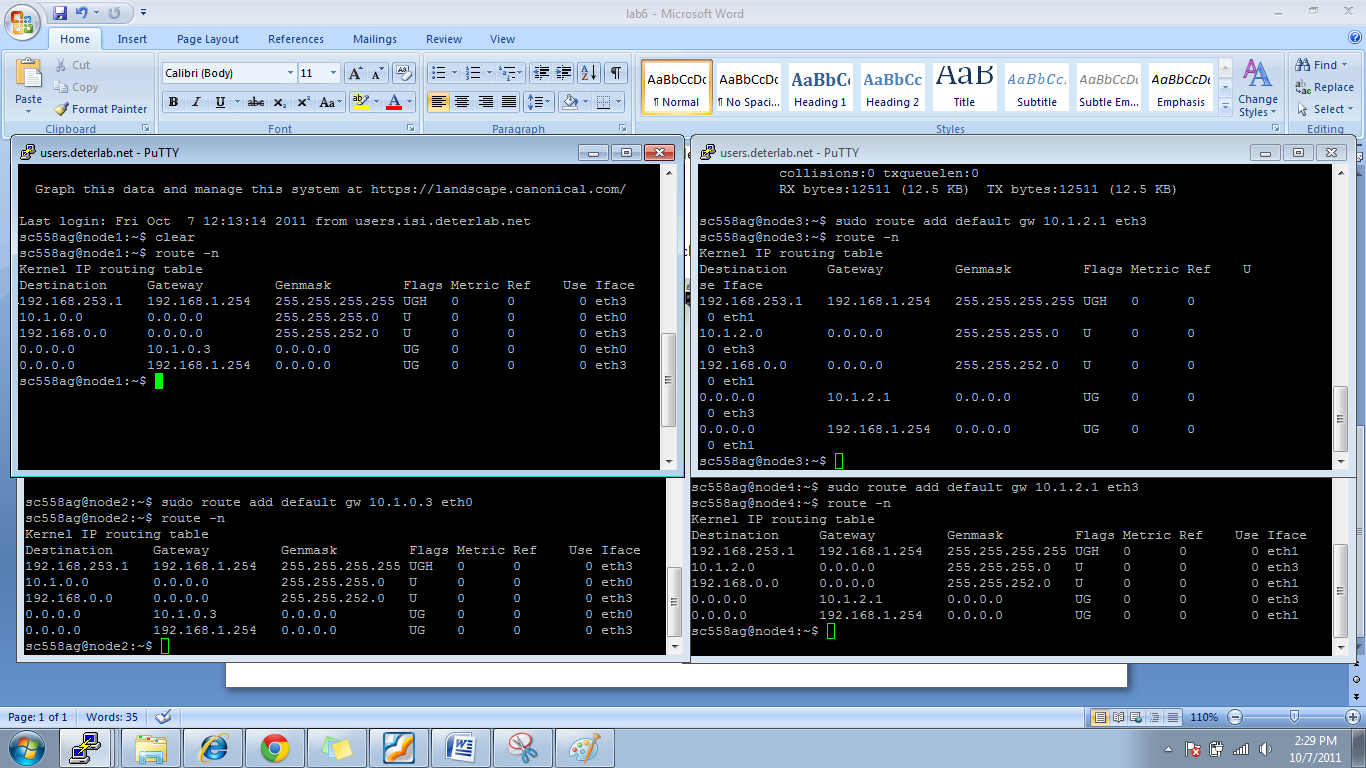 lab6 - Microsoft Word
Home Insert Page Layout References Mailings Review View
Paste
Cut
Copy
Format Painter
Clipboard
Calibri (Body) 11
B I U abc x₂ x² Aa
Font
Paragraph
AaBbCcDc AaBbCcDc AaBbCc AaBbCc AaB AaBbCc. AaBbCcDc AaBbCcDc
¶ Normal ¶ No Spaci... Heading 1 Heading 2 Title Subtitle Subtle Em... Emphasis
Change Styles
Styles
Find
Replace
Select
Editing
users.deterlab.net - PuTTY
Graph this data and manage this system at https://landscape.canonical.com/
Last login: Fri Oct  7 12:13:14 2011 from users.isi.deterlab.net
sc558ag@node1:~$ clear
sc558ag@node1:~$ route -n
Kernel IP routing table
Destination Gateway Genmask Flags Metric Ref Use Iface
192.168.253.1 192.168.1.254 255.255.255.255 UGH 0 0 0 eth3
10.1.0.0 0.0.0.0 255.255.255.0 U 0 0 0 eth0
192.168.0.0 0.0.0.0 255.255.252.0 U 0 0 0 eth3
0.0.0.0 10.1.0.3 0.0.0.0 UG 0 0 0 eth0
0.0.0.0 192.168.1.254 0.0.0.0 UG 0 0 0 eth3
sc558ag@node1:~$
users.deterlab.net - PuTTY
collisions:0 txqueuelen:0
RX bytes:12511 (12.5 KB)  TX bytes:12511 (12.5 KB)
sc558ag@node3:~$ sudo route add default gw 10.1.2.1 eth3
sc558ag@node3:~$ route -n
Kernel IP routing table
Destination Gateway Genmask Flags Metric Ref U
se Iface
192.168.253.1 192.168.1.254 255.255.255.255 UGH 0 0
0 eth1
10.1.2.0 0.0.0.0 255.255.255.0 U 0 0
0 eth3
192.168.0.0 0.0.0.0 255.255.252.0 U 0 0
0 eth1
0.0.0.0 10.1.2.1 0.0.0.0 UG 0 0
0 eth3
0.0.0.0 192.168.1.254 0.0.0.0 UG 0 0
0 eth1
sc558ag@node3:~$
sc558ag@node2:~$ sudo route add default gw 10.1.0.3 eth0
sc558ag@node2:~$ route -n
Kernel IP routing table
Destination Gateway Genmask Flags Metric Ref Use Iface
192.168.253.1 192.168.1.254 255.255.255.255 UGH 0 0 0 eth3
10.1.0.0 0.0.0.0 255.255.255.0 U 0 0 0 eth0
192.168.0.0 0.0.0.0 255.255.252.0 U 0 0 0 eth3
0.0.0.0 10.1.0.3 0.0.0.0 UG 0 0 0 eth0
0.0.0.0 192.168.1.254 0.0.0.0 UG 0 0 0 eth3
sc558ag@node2:~$
sc558ag@node4:~$ sudo route add default gw 10.1.2.1 eth3
sc558ag@node4:~$ route -n
Kernel IP routing table
Destination Gateway Genmask Flags Metric Ref Use Iface
192.168.253.1 192.168.1.254 255.255.255.255 UGH 0 0 0 eth1
10.1.2.0 0.0.0.0 255.255.255.0 U 0 0 0 eth3
192.168.0.0 0.0.0.0 255.255.252.0 U 0 0 0 eth1
0.0.0.0 10.1.2.1 0.0.0.0 UG 0 0 0 eth3
0.0.0.0 192.168.1.254 0.0.0.0 UG 0 0 0 eth1
sc558ag@node4:~$
Page: 1 of 1 Words: 35
110%
2:29 PM
10/7/2011